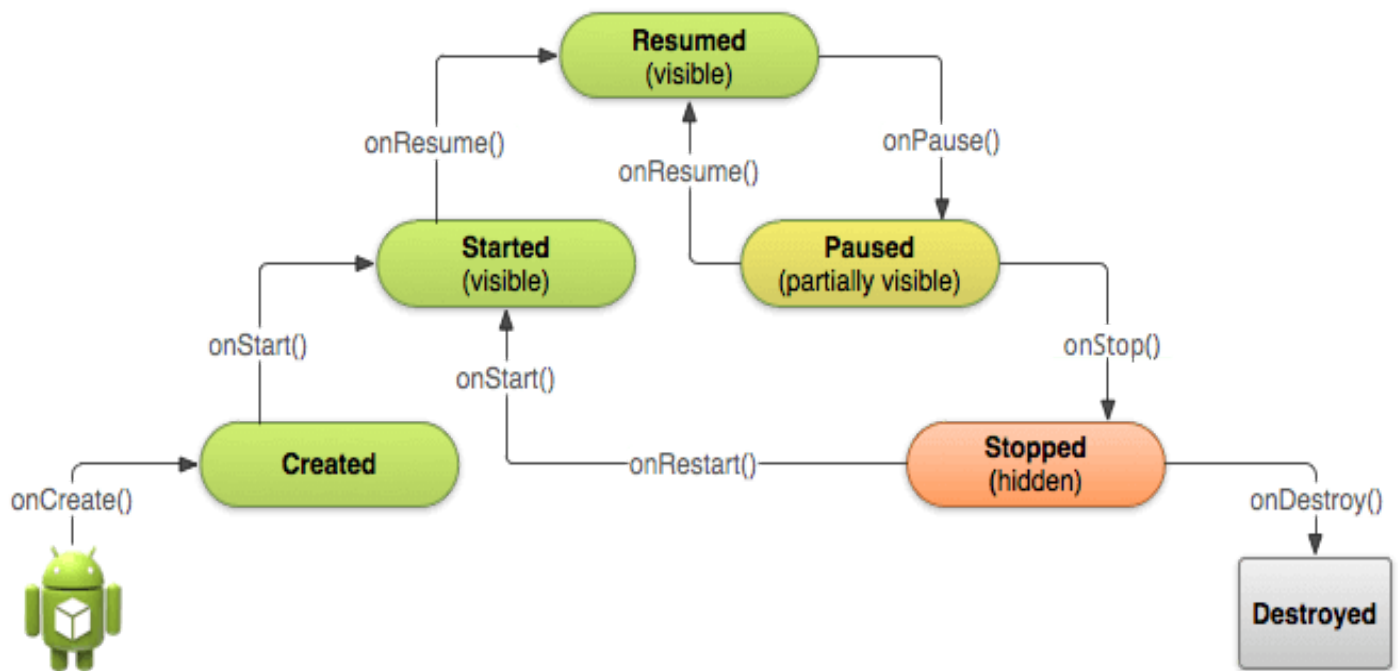 Resumed
(visible)
onResume()
onResume()
onPause()
Started
(visible)
Paused
(partially visible)
onStart()
onStart()
onStop()
Created
onRestart()
Stopped
(hidden)
onCreate()
onDestroy()
Destroyed